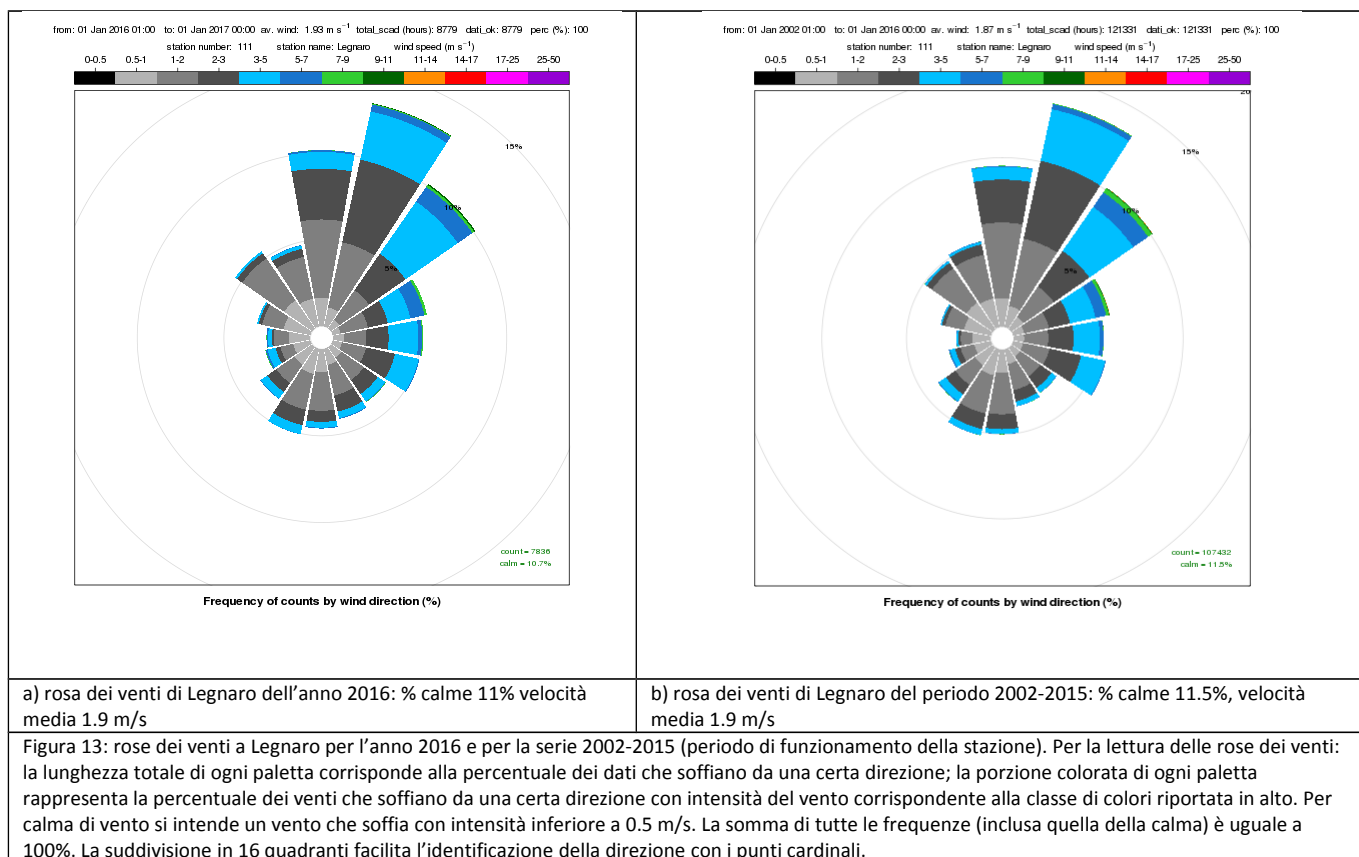 from: 01 Jan 2016 01:00 to: 01 Jan 2017 00:00 av. wind: 1.93 m s⁻¹ total_scad (hours): 8779 dati_ok: 8779 perc (%): 100
station number: 111 station name: Legnaro wind speed (m s⁻¹)
0-0.5 0.5-1 1-2 2-3 3-5 5-7 7-9 9-11 11-14 14-17 17-25 25-50
15%
10%
5%
count = 7836
calm = 10.7%
Frequency of counts by wind direction (%)
from: 01 Jan 2002 01:00 to: 01 Jan 2016 00:00 av. wind: 1.87 m s⁻¹ total_scad (hours): 121331 dati_ok: 121331 perc (%): 100
station number: 111 station name: Legnaro wind speed (m s⁻¹)
0-0.5 0.5-1 1-2 2-3 3-5 5-7 7-9 9-11 11-14 14-17 17-25 25-50
20
15%
10%
5%
count = 107432
calm = 11.5%
Frequency of counts by wind direction (%)
a) rosa dei venti di Legnaro dell’anno 2016: % calme 11% velocità
media 1.9 m/s
b) rosa dei venti di Legnaro del periodo 2002-2015: % calme 11.5%, velocità
media 1.9 m/s
Figura 13: rose dei venti a Legnaro per l’anno 2016 e per la serie 2002-2015 (periodo di funzionamento della stazione). Per la lettura delle rose dei venti:
la lunghezza totale di ogni paletta corrisponde alla percentuale dei dati che soffiano da una certa direzione; la porzione colorata di ogni paletta
rappresenta la percentuale dei venti che soffiano da una certa direzione con intensità del vento corrispondente alla classe di colori riportata in alto. Per
calma di vento si intende un vento che soffia con intensità inferiore a 0.5 m/s. La somma di tutte le frequenze (inclusa quella della calma) è uguale a
100%. La suddivisione in 16 quadranti facilita l’identificazione della direzione con i punti cardinali.